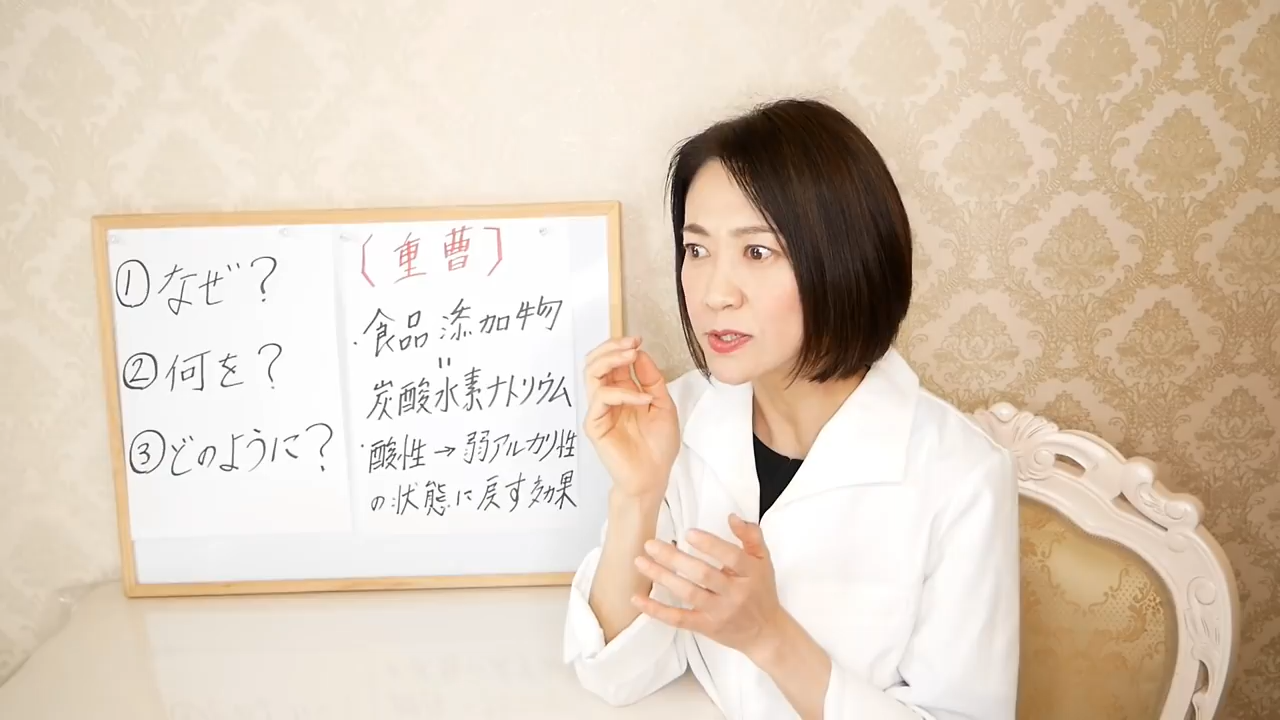 ①なぜ？
②何を？
③どのように？
〔重曹〕
・食品添加物
〃
炭酸水素ナトリウム
・酸性→弱アルカリ性
の状態に戻す効果